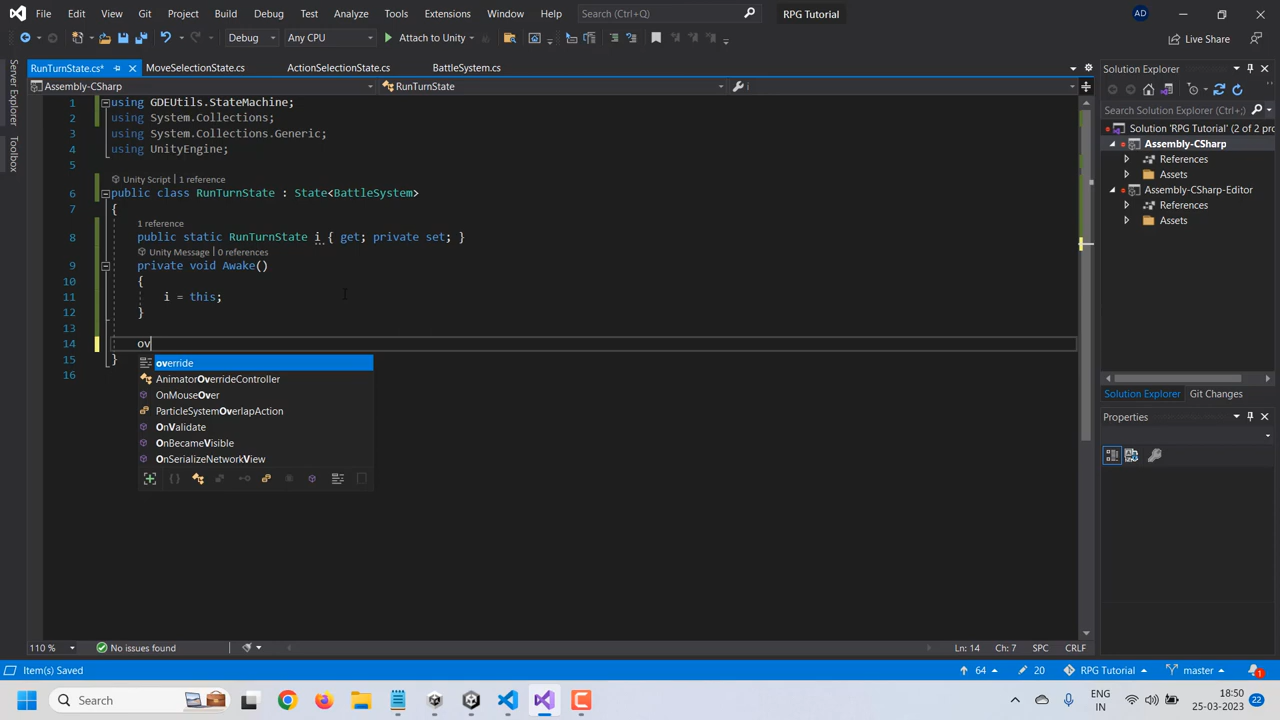 File Edit View Git Project Build Debug Test Analyze Tools Extensions Window Help Search (Ctrl+Q) RPG Tutorial AD
Debug Any CPU Attach to Unity Live Share
RunTurnState.cs* MoveSelectionState.cs ActionSelectionState.cs BattleSystem.cs
Assembly-CSharp RunTurnState i
Server Explorer
Toolbox
1 using GDEUtils.StateMachine;
2 using System.Collections;
3 using System.Collections.Generic;
4 using UnityEngine;
5
Unity Script | 1 reference
6 public class RunTurnState : State<BattleSystem>
7 {
1 reference
8 public static RunTurnState i { get; private set; }
Unity Message | 0 references
9 private void Awake()
10 {
11 i = this;
12 }
13
14 ov
15 }
16
override
AnimatorOverrideController
OnMouseOver
ParticleSystemOverlapAction
OnValidate
OnBecameVisible
OnSerializeNetworkView
Solution Explorer
Search Solution Explorer (Ctrl+;)
Solution 'RPG Tutorial' (2 of 2 pro
Assembly-CSharp
References
Assets
Assembly-CSharp-Editor
References
Assets
Solution Explorer Git Changes
Properties
110 % No issues found Ln: 14 Ch: 7 SPC CRLF
Item(s) Saved 64 20 RPG Tutorial master 1
Search ENG IN 18:50 25-03-2023 22